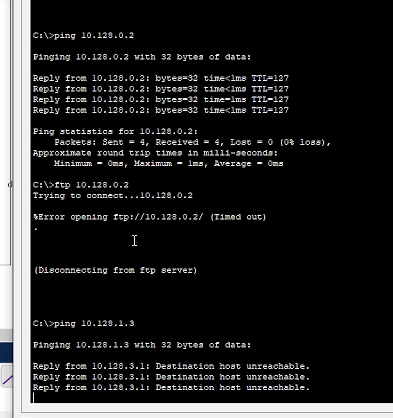 C:\>ping 10.128.0.2
Pinging 10.128.0.2 with 32 bytes of data:
Reply from 10.128.0.2: bytes=32 time<1ms TTL=127
Reply from 10.128.0.2: bytes=32 time<1ms TTL=127
Reply from 10.128.0.2: bytes=32 time=1ms TTL=127
Reply from 10.128.0.2: bytes=32 time<1ms TTL=127
Ping statistics for 10.128.0.2:
Packets: Sent = 4, Received = 4, Lost = 0 (0% loss),
Approximate round trip times in milli-seconds:
Minimum = 0ms, Maximum = 1ms, Average = 0ms
C:\>ftp 10.128.0.2
Trying to connect...10.128.0.2
%Error opening ftp://10.128.0.2/ (Timed out)
.
(Disconnecting from ftp server)
C:\>ping 10.128.1.3
Pinging 10.128.1.3 with 32 bytes of data:
Reply from 10.128.3.1: Destination host unreachable.
Reply from 10.128.3.1: Destination host unreachable.
Reply from 10.128.3.1: Destination host unreachable.